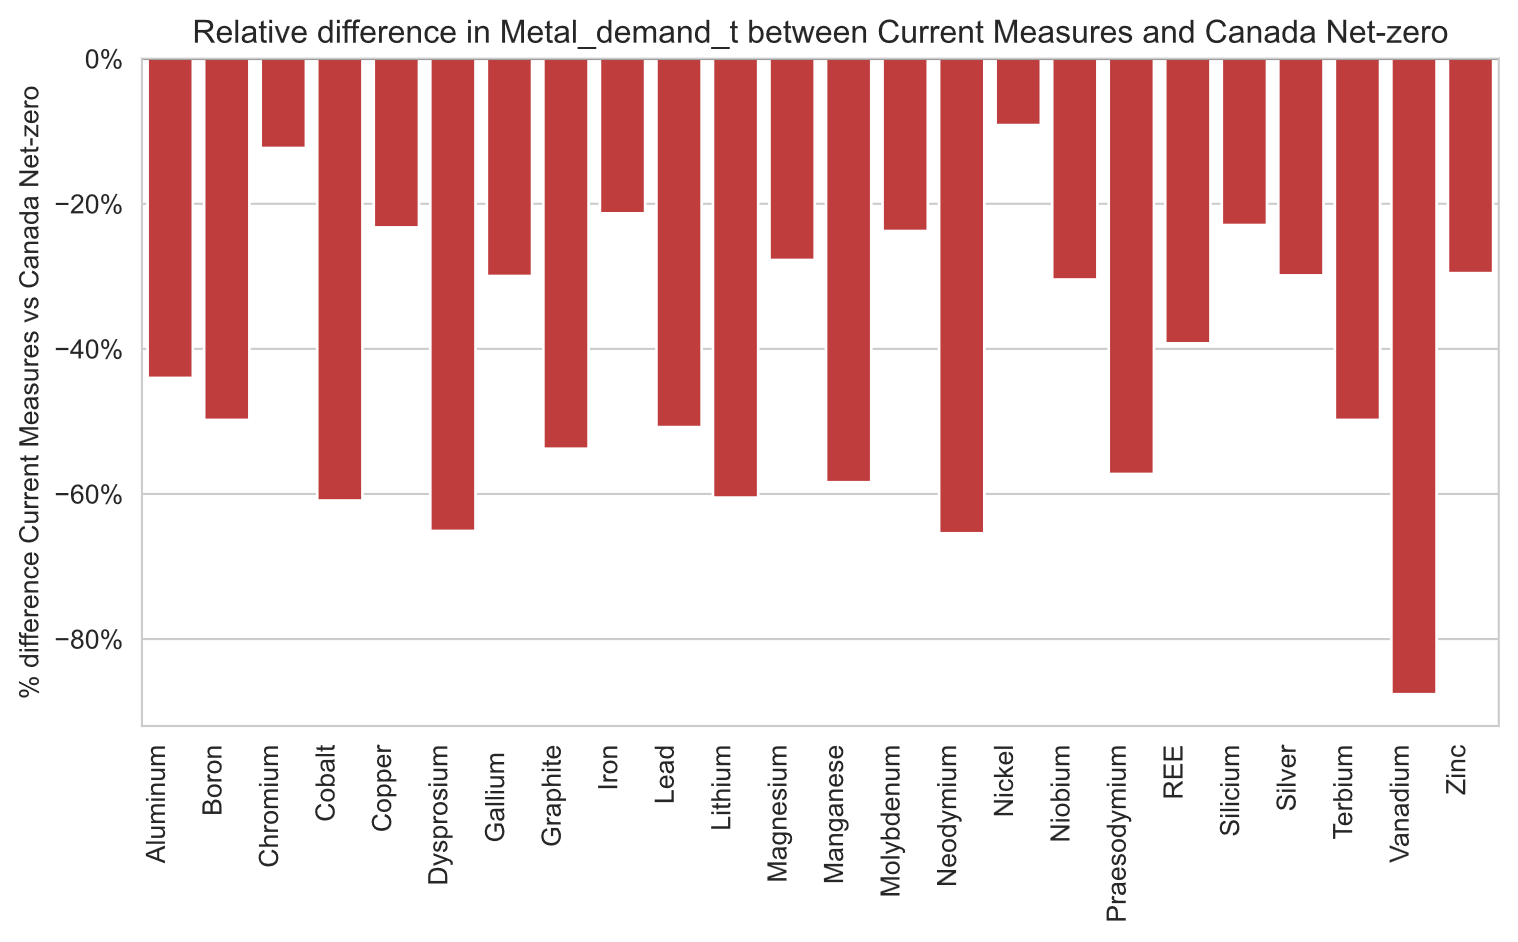 Relative difference in Metal_demand_t between Current Measures and Canada Net-zero
% difference Current Measures vs Canada Net-zero
0%
−20%
−40%
−60%
−80%
Aluminum
Boron
Chromium
Cobalt
Copper
Dysprosium
Gallium
Graphite
Iron
Lead
Lithium
Magnesium
Manganese
Molybdenum
Neodymium
Nickel
Niobium
Praesodymium
REE
Silicium
Silver
Terbium
Vanadium
Zinc